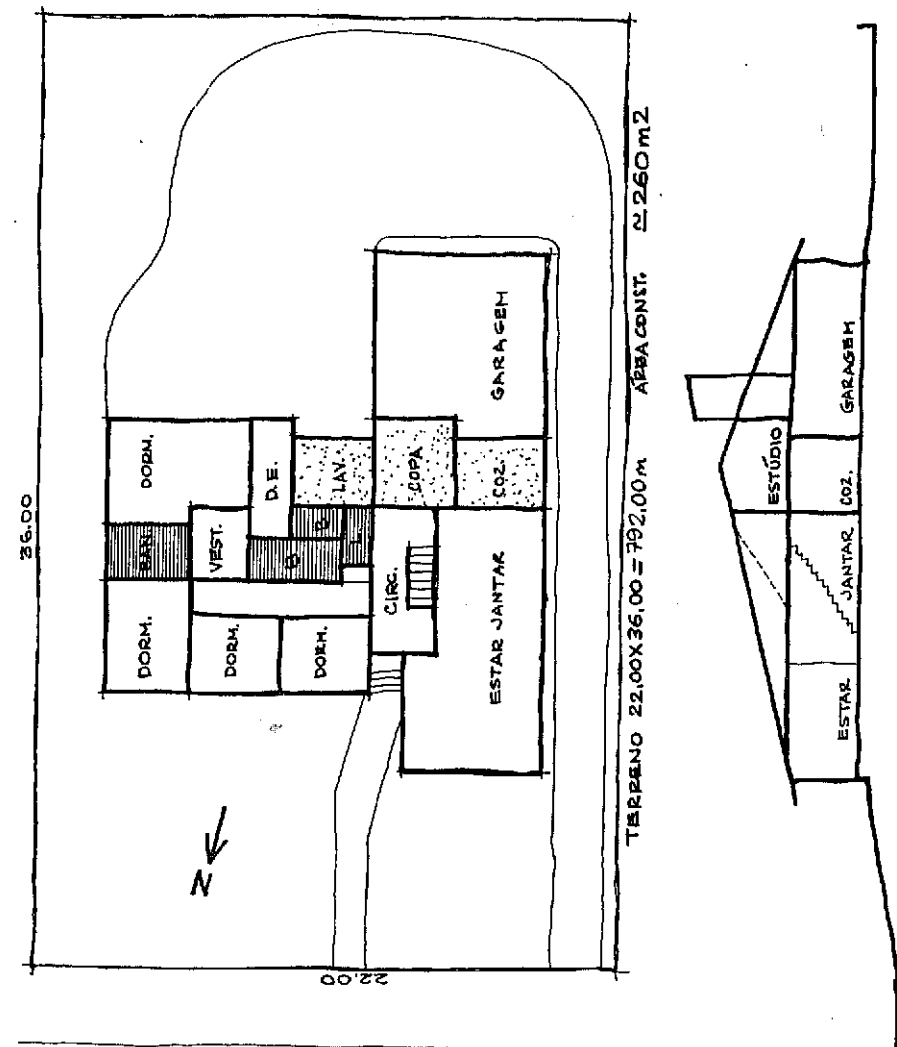 36.00
DORM.
BAN.
DORM.
VEST.
D.E.
LAV.
B
B
L
DORM.
DORM.
CIRC.
COPA
COZ.
GARAGEM
ESTAR JANTAR
N
22.00
TERRENO 22.00X36.00 = 792.00m ÁREA CONST. ≃ 260m2
ESTÚDIO
ESTAR
JANTAR
COZ.
GARAGEM